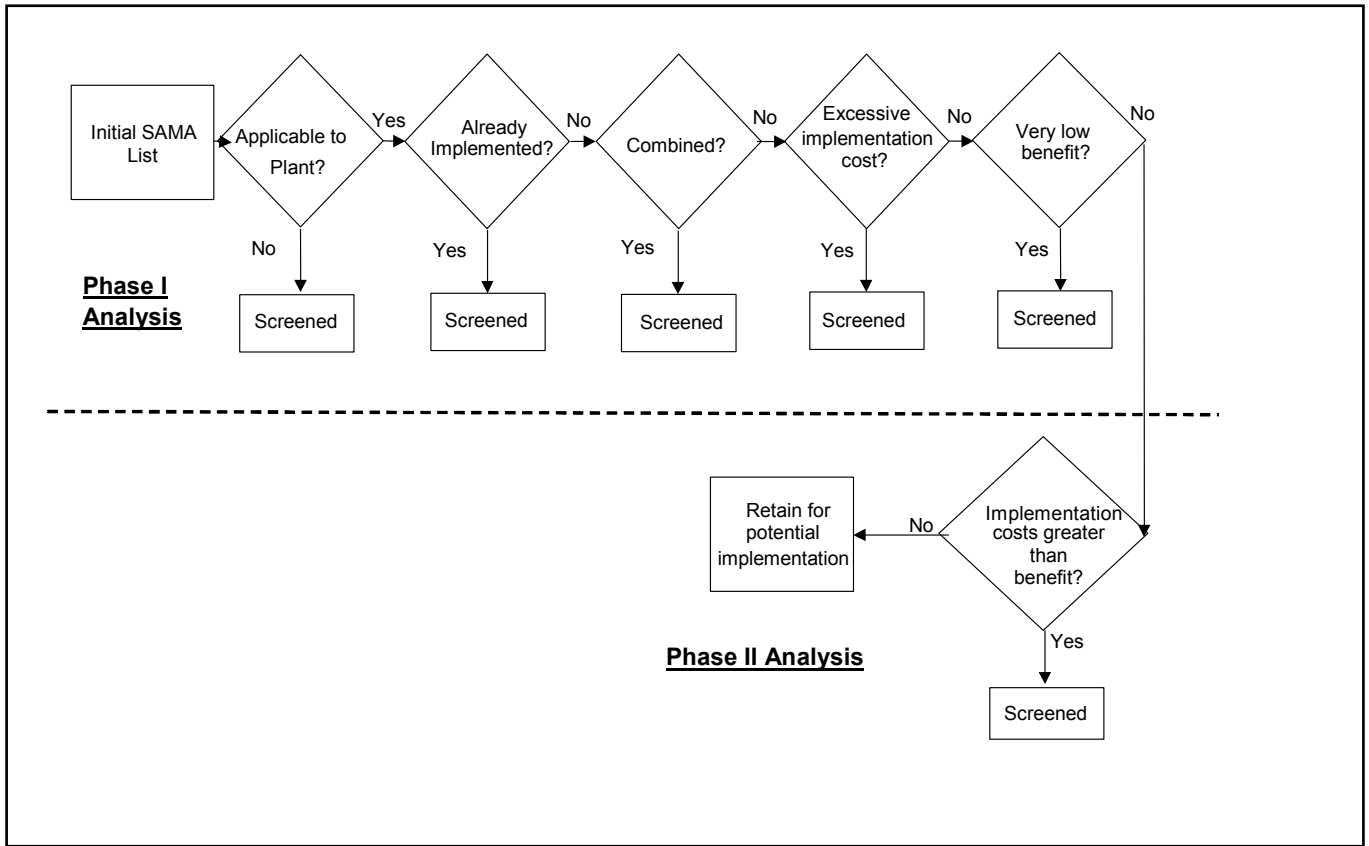 Initial SAMA
List
Applicable to
Plant?
Yes
No
Screened
Already
Implemented?
No
Yes
Screened
Combined?
No
Yes
Screened
Excessive
implementation
cost?
No
Yes
Screened
Very low
benefit?
No
Yes
Screened
Phase I
Analysis
Implementation
costs greater
than
benefit?
No
Retain for
potential
implementation
Yes
Screened
Phase II Analysis